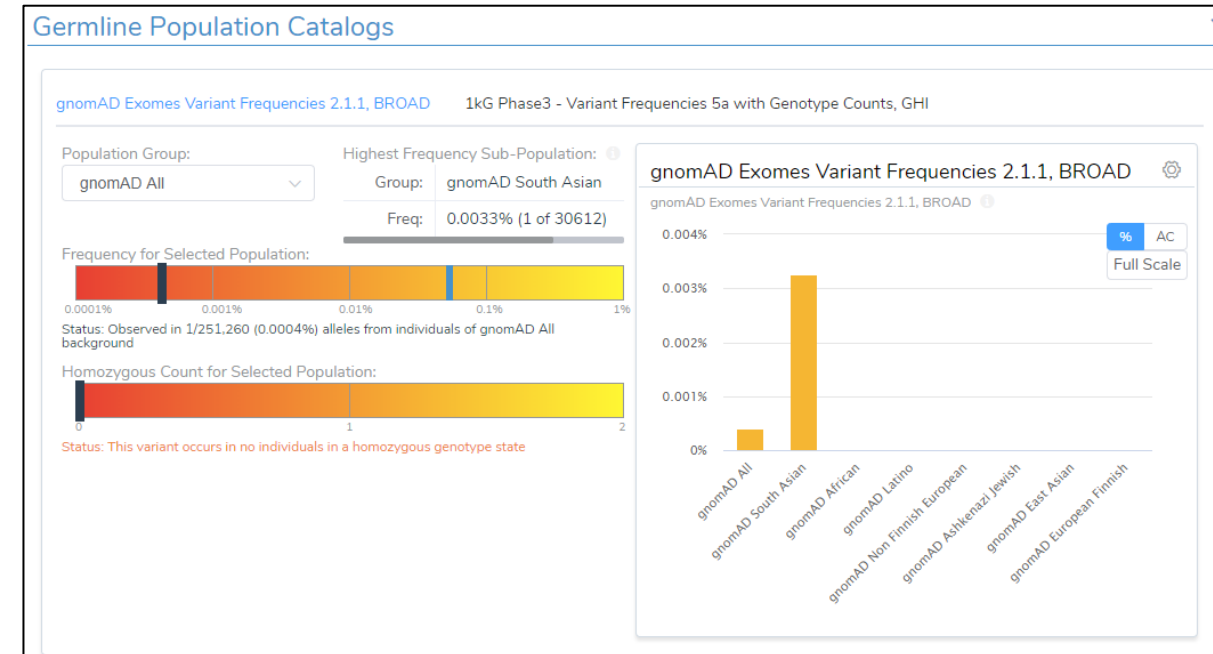 Germline Population Catalogs
gnomAD Exomes Variant Frequencies 2.1.1, BROAD
1kG Phase3 - Variant Frequencies 5a with Genotype Counts, GHI
Population Group:
gnomAD All
Highest Frequency Sub-Population:
Group: gnomAD South Asian
Freq: 0.0033% (1 of 30612)
Frequency for Selected Population:
0.0001% 0.001% 0.01% 0.1% 1%
Status: Observed in 1/251,260 (0.0004%) alleles from individuals of gnomAD All
background
Homozygous Count for Selected Population:
0 1 2
Status: This variant occurs in no individuals in a homozygous genotype state
gnomAD Exomes Variant Frequencies 2.1.1, BROAD
gnomAD Exomes Variant Frequencies 2.1.1, BROAD
% AC
Full Scale
0.004%
0.003%
0.002%
0.001%
0%
gnomAD All
gnomAD South Asian
gnomAD African
gnomAD Latino
gnomAD Non Finnish European
gnomAD Ashkenazi Jewish
gnomAD East Asian
gnomAD European Finnish